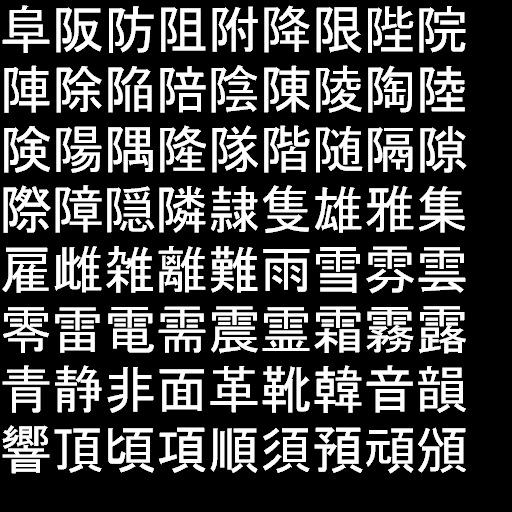 阜阪防阻附降限陛院
陣除陥陪陰陳陵陶陸
険陽隅隆隊階随隔隙
際障隠隣隷隻雄雅集
雇雌雑離難雨雪雰雲
零雷電需震霊霜霧露
青静非面革靴韓音韻
響頂頃項順須預頑頒